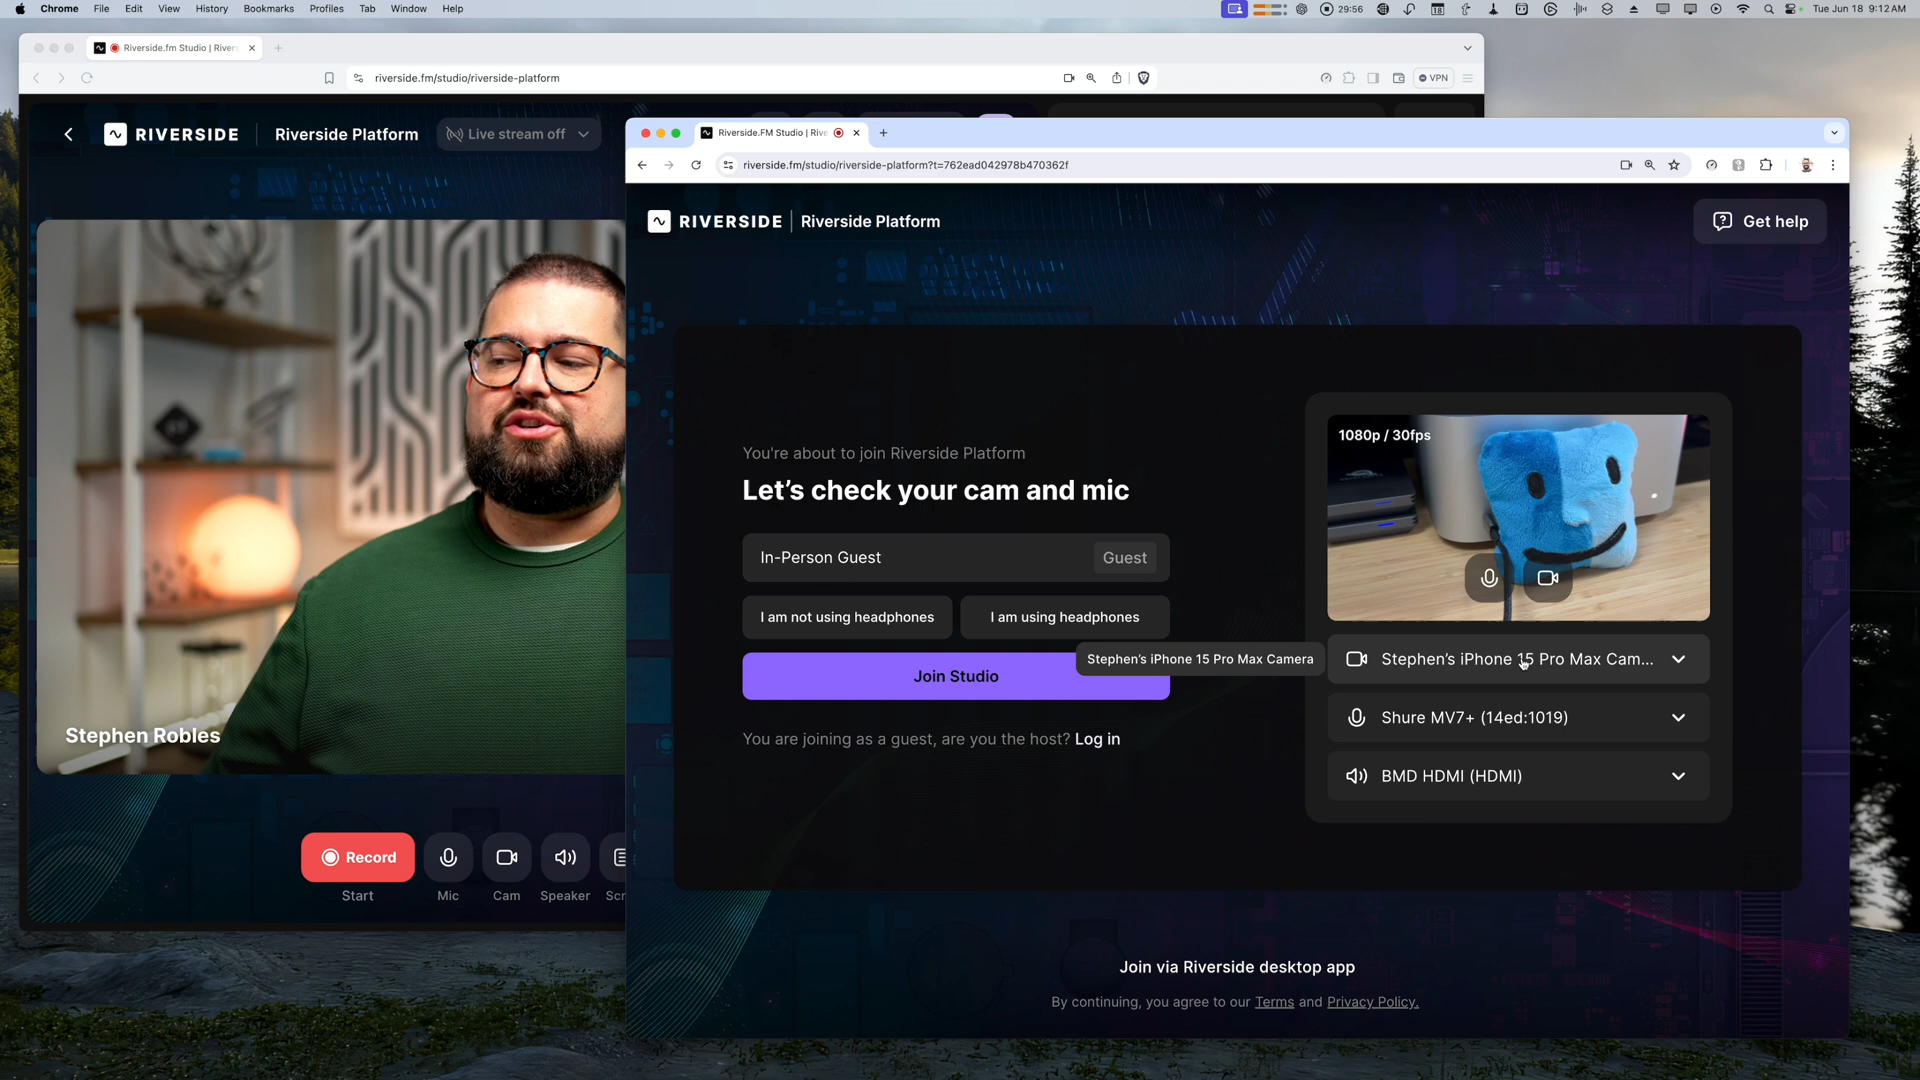 Chrome File Edit View History Bookmarks Profiles Tab Window Help
29:56
18
Tue Jun 18 9:12 AM
Riverside.fm Studio | River
riverside.fm/studio/riverside-platform
VPN
RIVERSIDE
Riverside Platform
Live stream off
Stephen Robles
Record
Start
Mic
Cam
Speaker
Scr
Riverside.FM Studio | Rive
riverside.fm/studio/riverside-platform?t=762ead042978b470362f
RIVERSIDE
Riverside Platform
Get help
You're about to join Riverside Platform
Let's check your cam and mic
In-Person Guest
Guest
I am not using headphones
I am using headphones
Join Studio
You are joining as a guest, are you the host? Log in
1080p / 30fps
Stephen's iPhone 15 Pro Max Camera
Stephen's iPhone 15 Pro Max Cam...
Shure MV7+ (14ed:1019)
BMD HDMI (HDMI)
Join via Riverside desktop app
By continuing, you agree to our Terms and Privacy Policy.